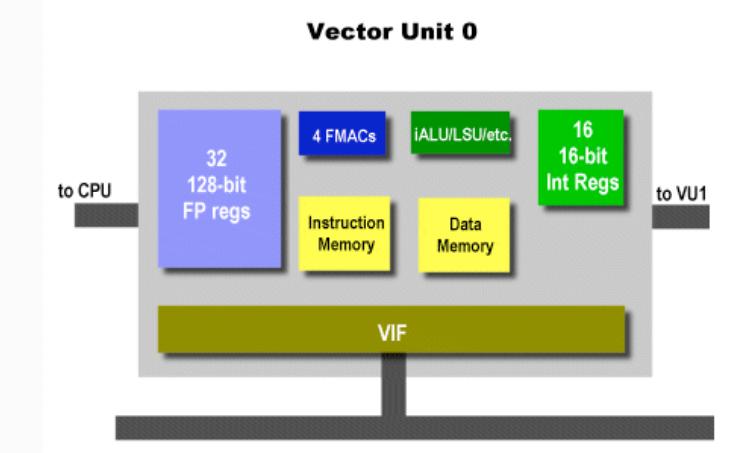 Vector Unit 0
to CPU
32
128-bit
FP regs
4 FMACs
iALU/LSU/etc.
16
16-bit
Int Regs
to VU1
Instruction
Memory
Data
Memory
VIF